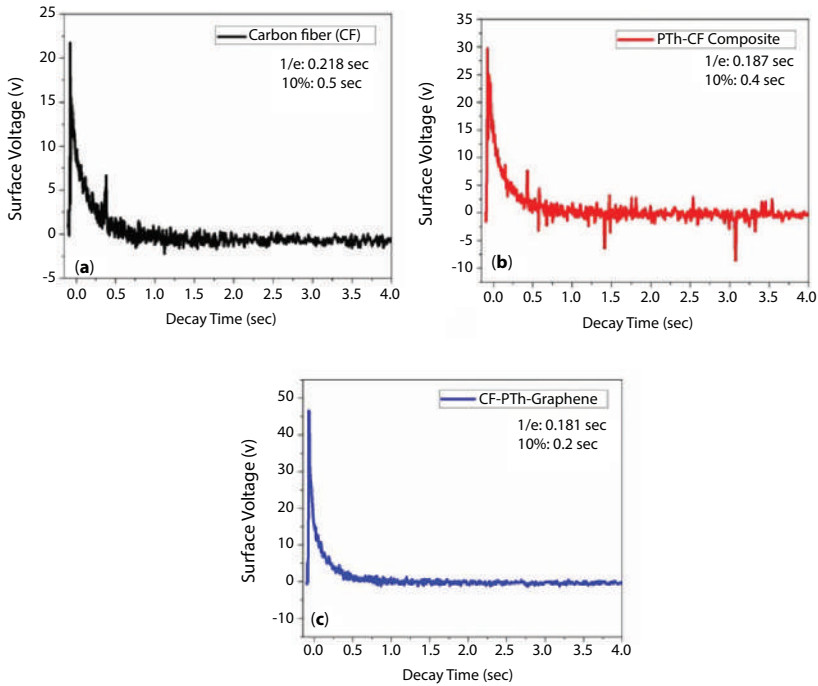 25
20
15
10
5
0
-5
Surface Voltage (v)
Carbon fiber (CF)
1/e: 0.218 sec
10%: 0.5 sec
(a)
0.0 0.5 1.0 1.5 2.0 2.5 3.0 3.5 4.0
Decay Time (sec)
35
30
25
20
15
10
5
0
-5
-10
Surface Voltage (v)
PTh-CF Composite
1/e: 0.187 sec
10%: 0.4 sec
(b)
0.0 0.5 1.0 1.5 2.0 2.5 3.0 3.5 4.0
Decay Time (sec)
50
40
30
20
10
0
-10
Surface Voltage (v)
CF-PTh-Graphene
1/e: 0.181 sec
10%: 0.2 sec
(c)
0.0 0.5 1.0 1.5 2.0 2.5 3.0 3.5 4.0
Decay Time (sec)